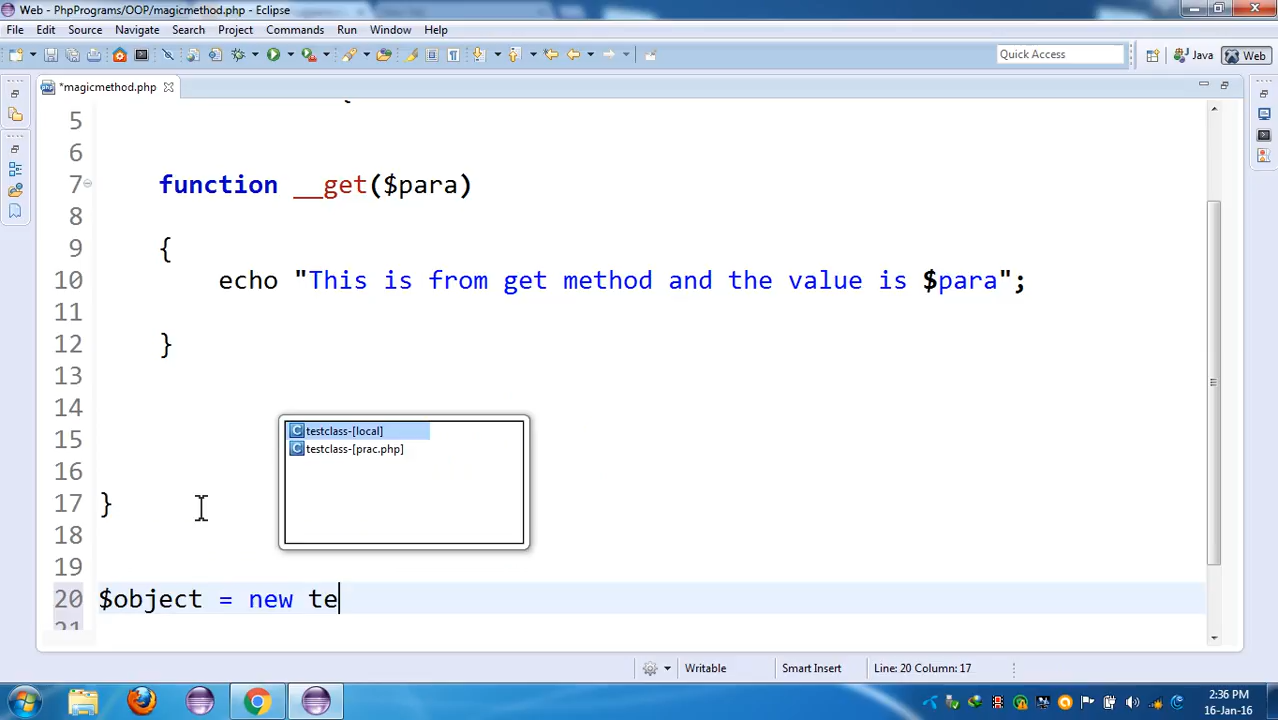 Web - PhpPrograms/OOP/magicmethod.php - Eclipse
File Edit Source Navigate Search Project Commands Run Window Help
Quick Access Java Web
*magicmethod.php
5 {
6
7 function __get($para)
8
9 {
10 echo "This is from get method and the value is $para";
11
12 }
13
14
15
16
17 }
18
19
20 $object = new te
21
testclass-[local]
testclass-[prac.php]
Writable Smart Insert Line: 20 Column: 17
2:36 PM
16-Jan-16